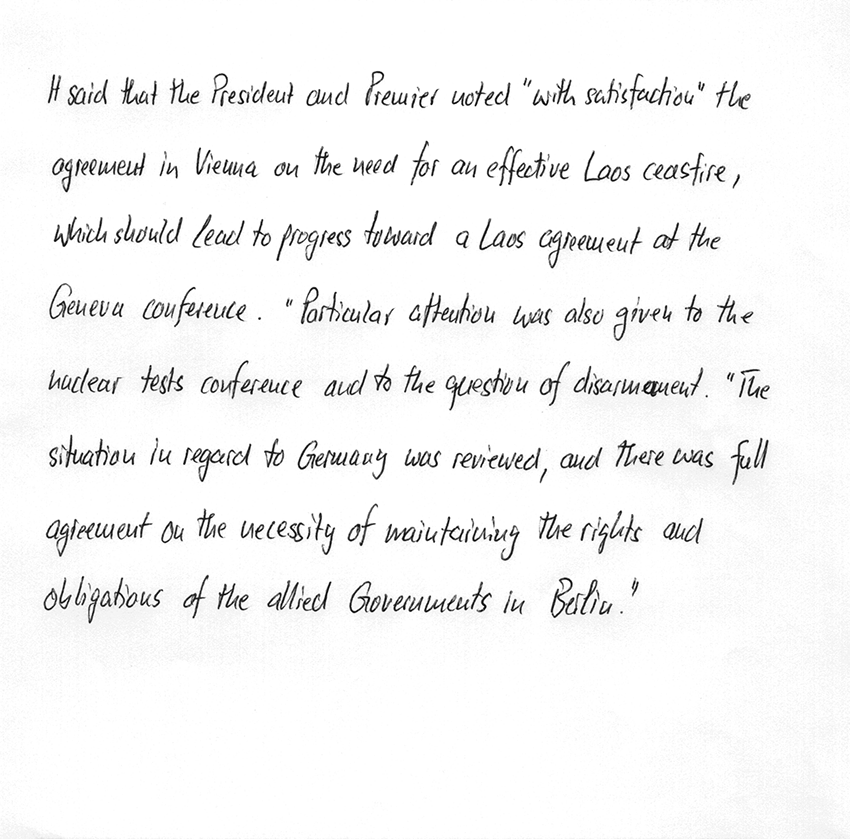 It said that the President and Premier noted "with satisfaction" the
agreement in Vienna on the need for an effective Laos ceasfire,
which should lead to progress toward a Laos agreement at the
Geneva conference. "Particular attention was also given to the
nuclear tests conference and to the question of disarmament. "The
situation in regard to Germany was reviewed, and there was full
agreement on the necessity of maintaining the rights and
obligations of the allied Governments in Berlin."